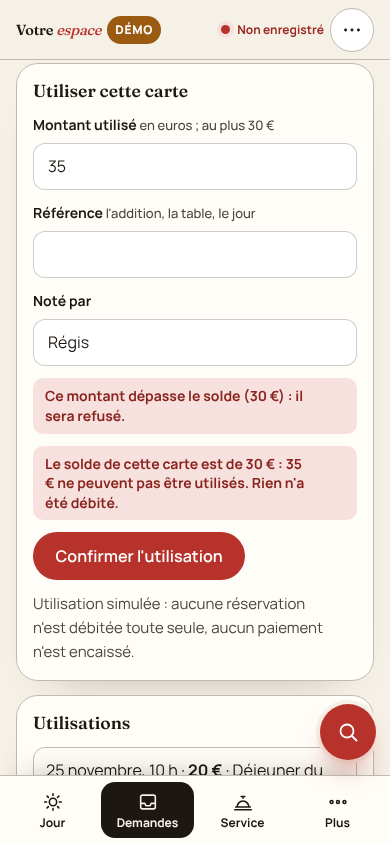 Votre espace DÉMO Non enregistré
Utiliser cette carte
Montant utilisé en euros ; au plus 30 €
35
Référence l'addition, la table, le jour
Noté par
Régis
Ce montant dépasse le solde (30 €) : il
sera refusé.
Le solde de cette carte est de 30 € : 35
€ ne peuvent pas être utilisés. Rien n'a
été débité.
Confirmer l'utilisation
Utilisation simulée : aucune réservation
n'est débitée toute seule, aucun paiement
n'est encaissé.
Utilisations
25 novembre, 10 h · 20 € · Déjeuner du
Jour Demandes Service Plus